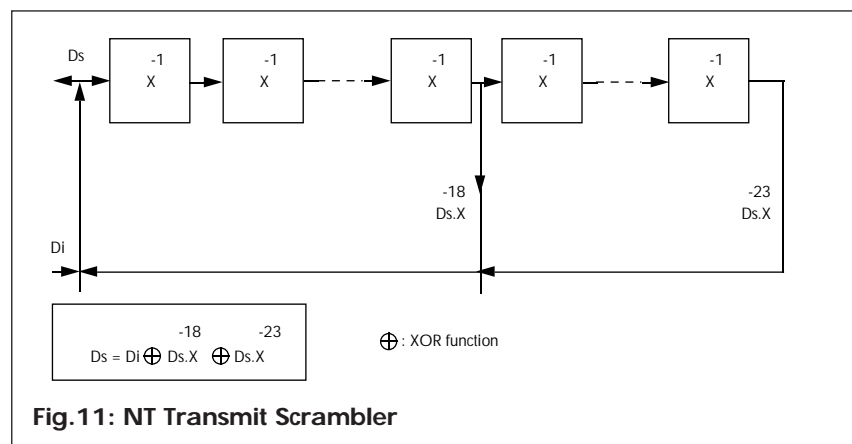 Ds
-1
X
-1
X
-1
X
-1
X
-1
X
-18
Ds.X
-23
Ds.X
Di
-18 -23
Ds = Di ⊕ Ds.X ⊕ Ds.X
⊕ : XOR function
Fig.11: NT Transmit Scrambler